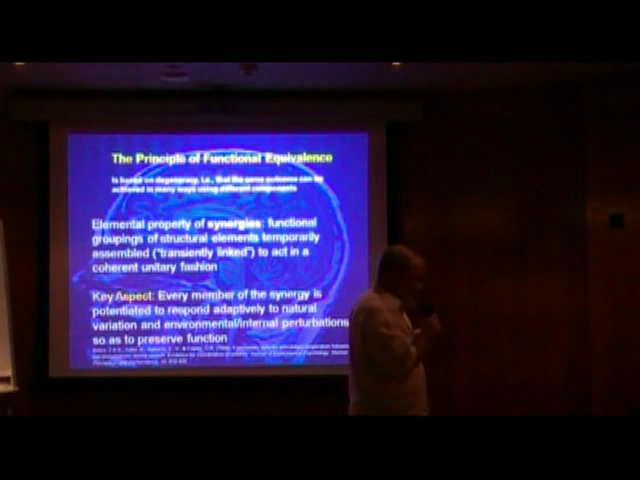 The Principle of Functional Equivalence
is based on degeneracy, i.e., that the same outcome can be
achieved in many ways using different components
Elemental property of synergies: functional
groupings of structural elements temporarily
assembled ("transiently linked") to act in a
coherent unitary fashion
Key Aspect: Every member of the synergy is
potentiated to respond adaptively to natural
variation and environmental/internal perturbations
so as to preserve function